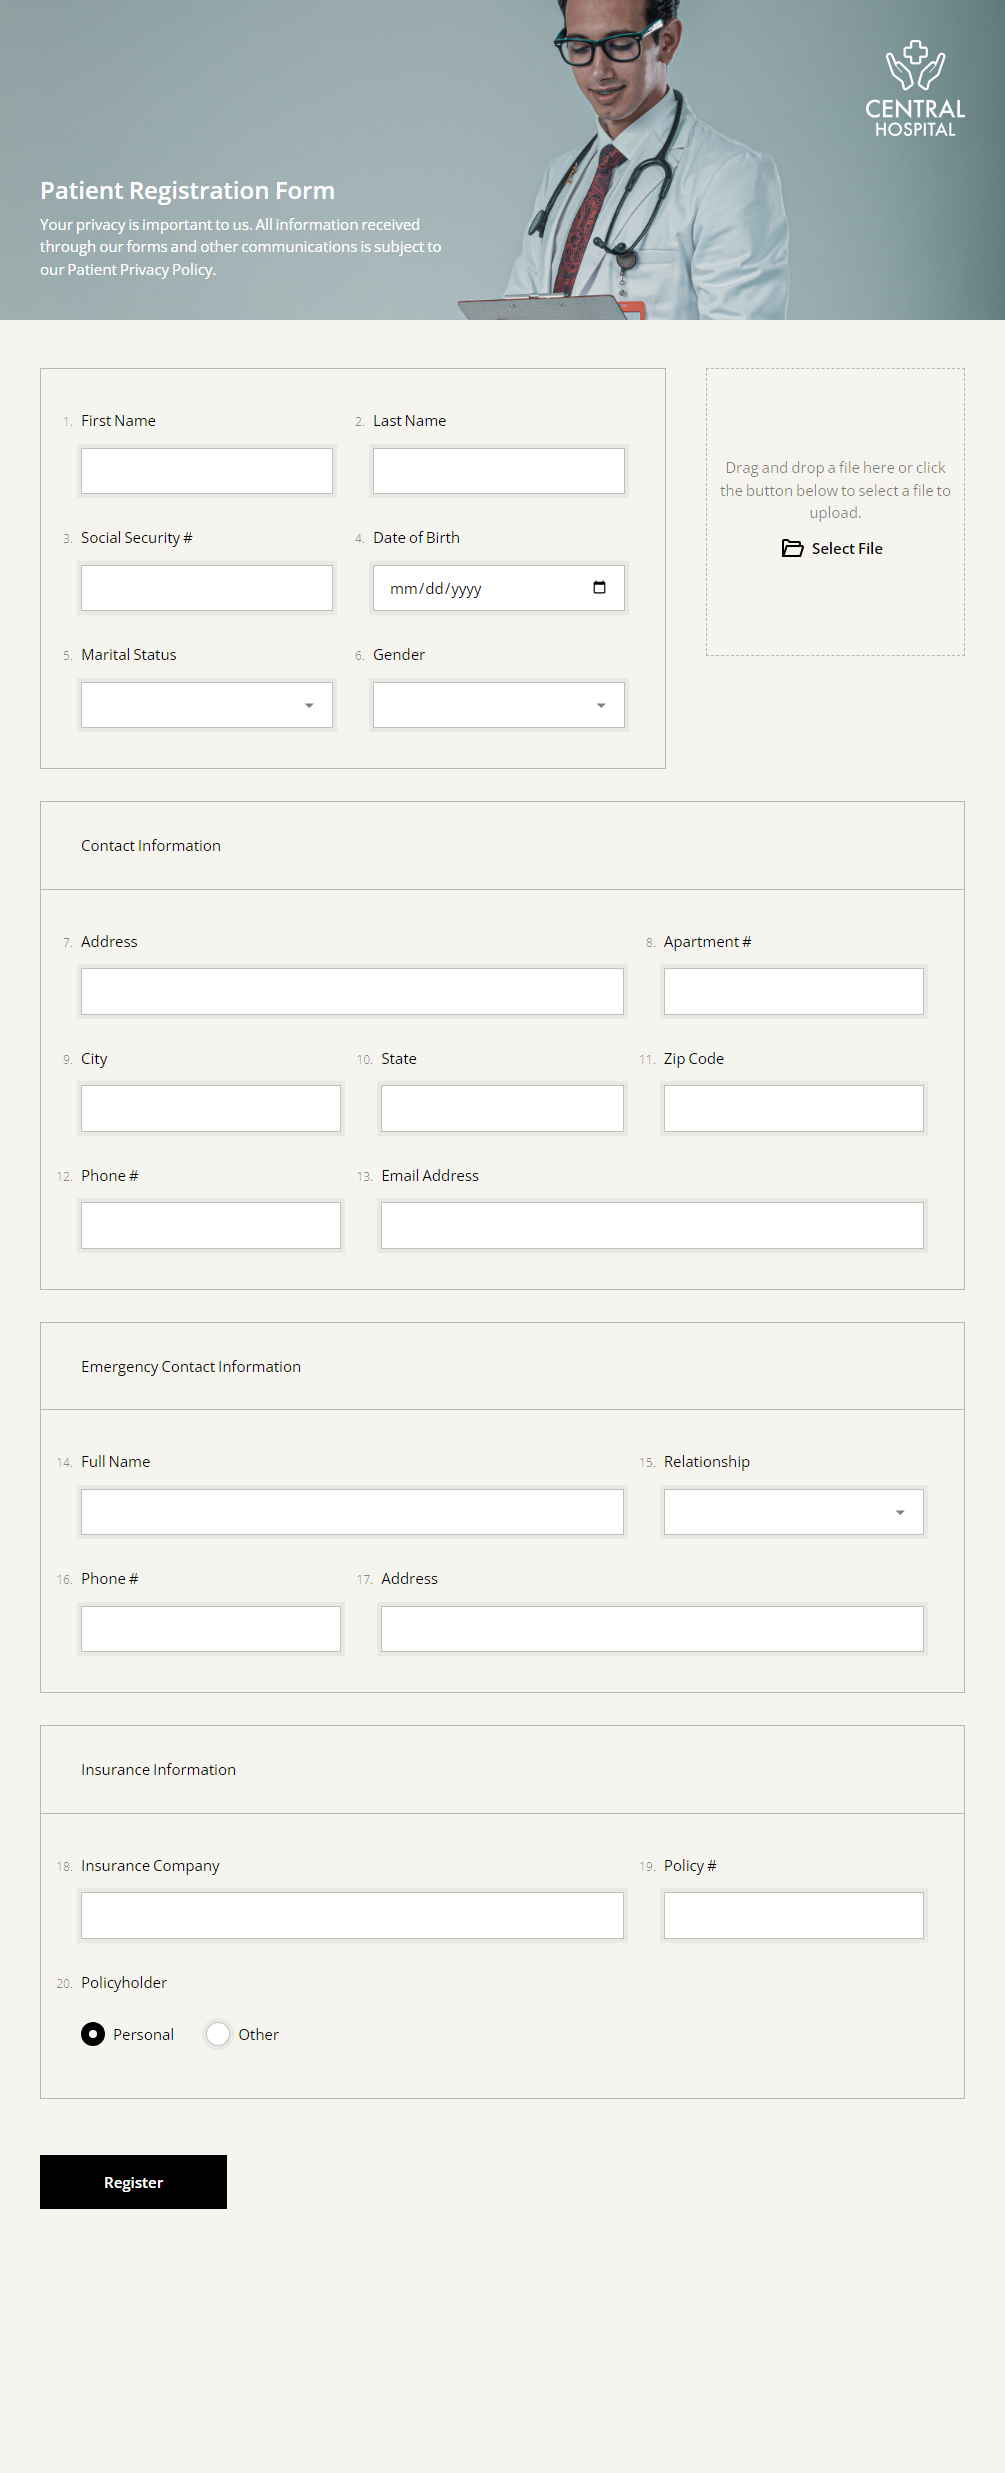 CENTRAL
HOSPITAL
Patient Registration Form
Your privacy is important to us. All information received
through our forms and other communications is subject to
our Patient Privacy Policy.
1. First Name
2. Last Name
Drag and drop a file here or click
the button below to select a file to
upload.
Select File
3. Social Security #
4. Date of Birth
mm/dd/yyyy
5. Marital Status
6. Gender
Contact Information
7. Address
8. Apartment #
9. City
10. State
11. Zip Code
12. Phone #
13. Email Address
Emergency Contact Information
14. Full Name
15. Relationship
16. Phone #
17. Address
Insurance Information
18. Insurance Company
19. Policy #
20. Policyholder
Personal
Other
Register